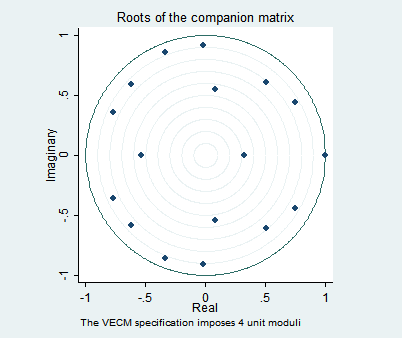 Roots of the companion matrix
1
.5
0
-.5
-1
Imaginary
-1
-.5
0
.5
1
Real
The VECM specification imposes 4 unit moduli